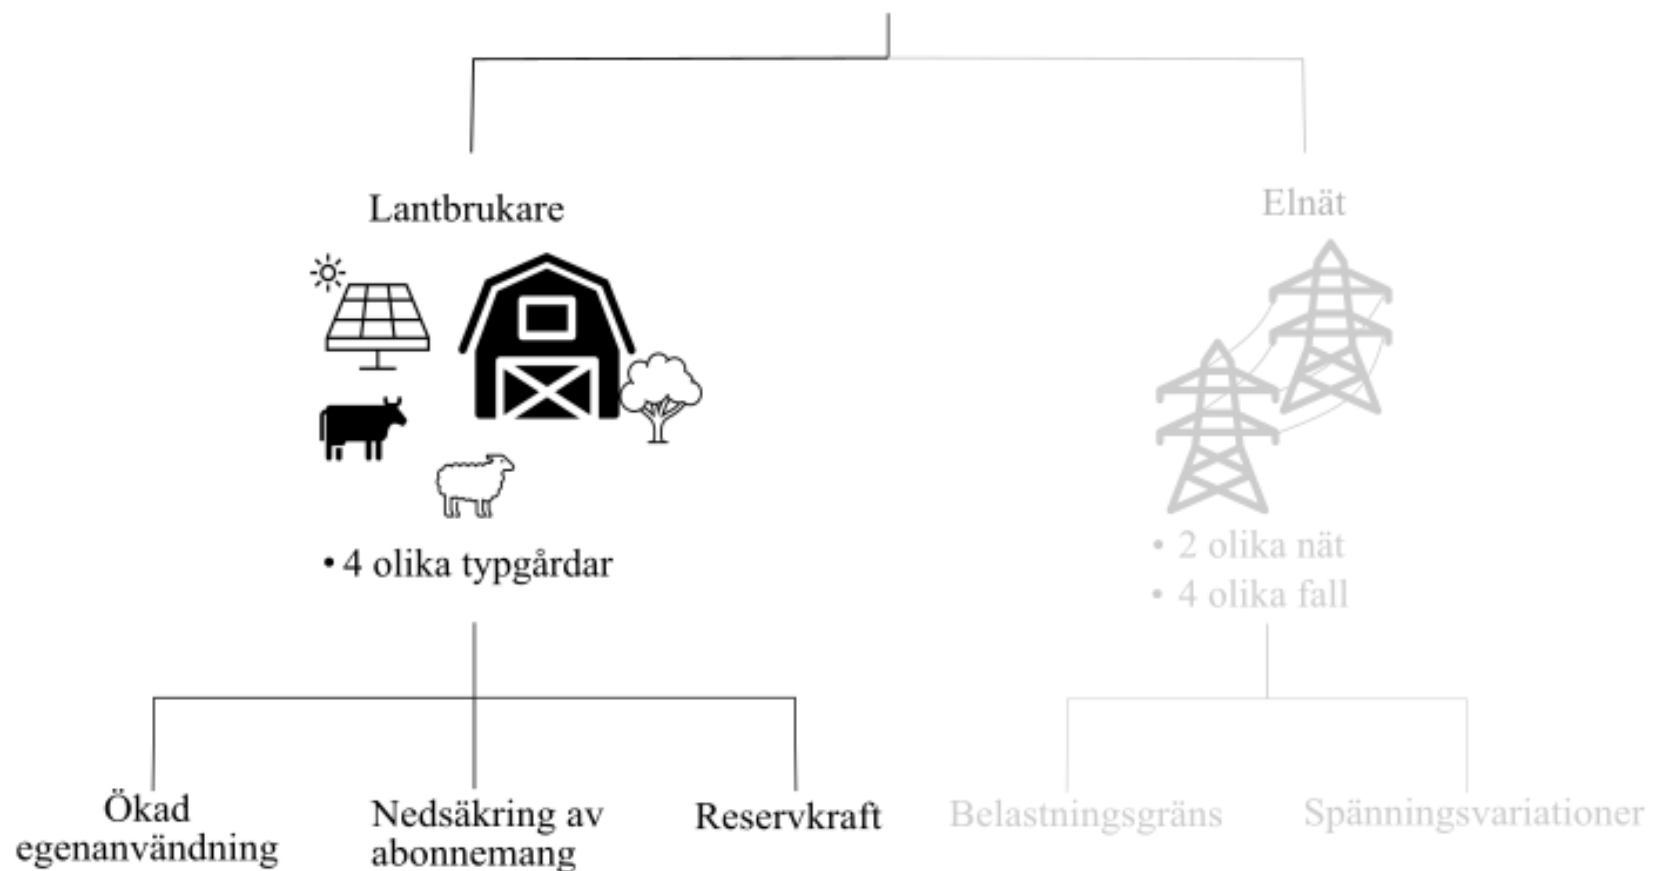 Lantbrukare
Elnät
• 4 olika typgårdar
• 2 olika nät
• 4 olika fall
Ökad
egenanvändning
Nedsäkring av
abonnemang
Reservkraft
Belastningsgräns
Spänningsvariationer